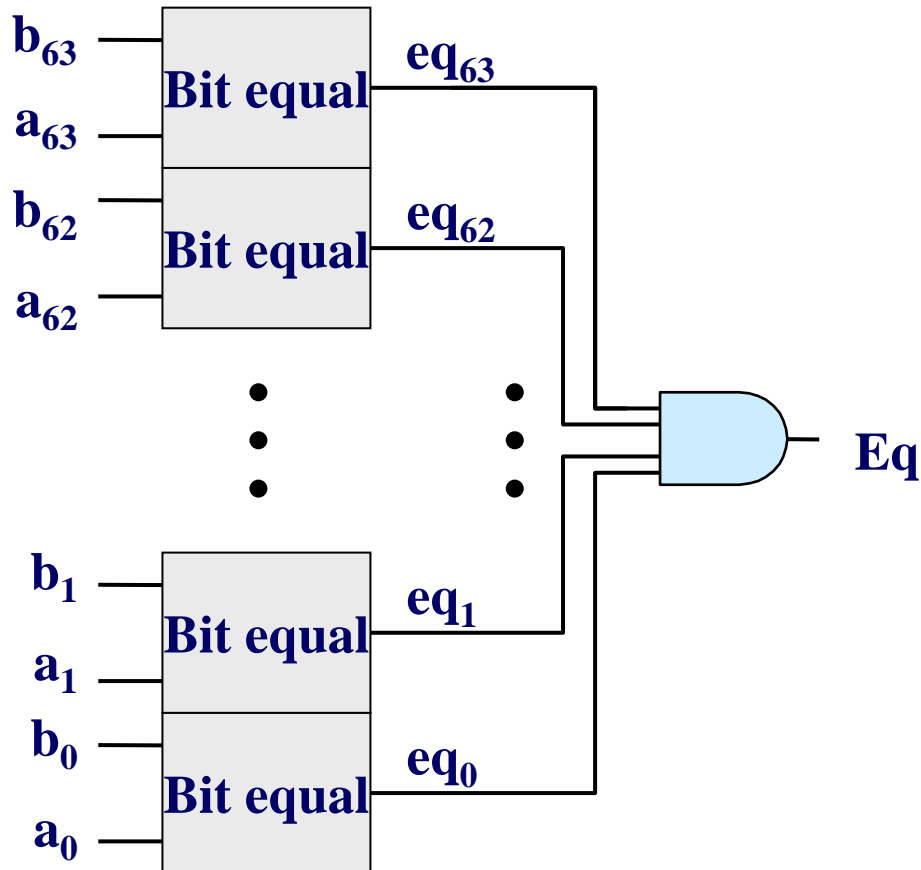 b63
Bit equal
eq63
a63
b62
Bit equal
eq62
a62
Eq
b1
Bit equal
eq1
a1
b0
Bit equal
eq0
a0